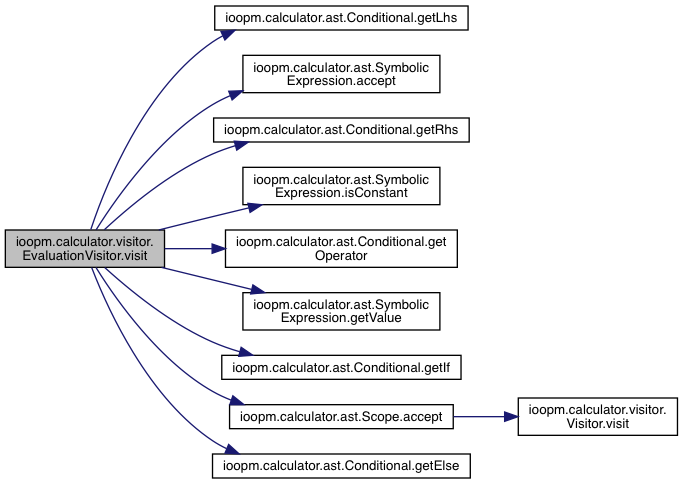 ioopm.calculator.ast.Conditional.getLhs
ioopm.calculator.ast.Symbolic
Expression.accept
ioopm.calculator.ast.Conditional.getRhs
ioopm.calculator.ast.Symbolic
Expression.isConstant
ioopm.calculator.visitor.
EvaluationVisitor.visit
ioopm.calculator.ast.Conditional.get
Operator
ioopm.calculator.ast.Symbolic
Expression.getValue
ioopm.calculator.ast.Conditional.getIf
ioopm.calculator.ast.Scope.accept
ioopm.calculator.visitor.
Visitor.visit
ioopm.calculator.ast.Conditional.getElse